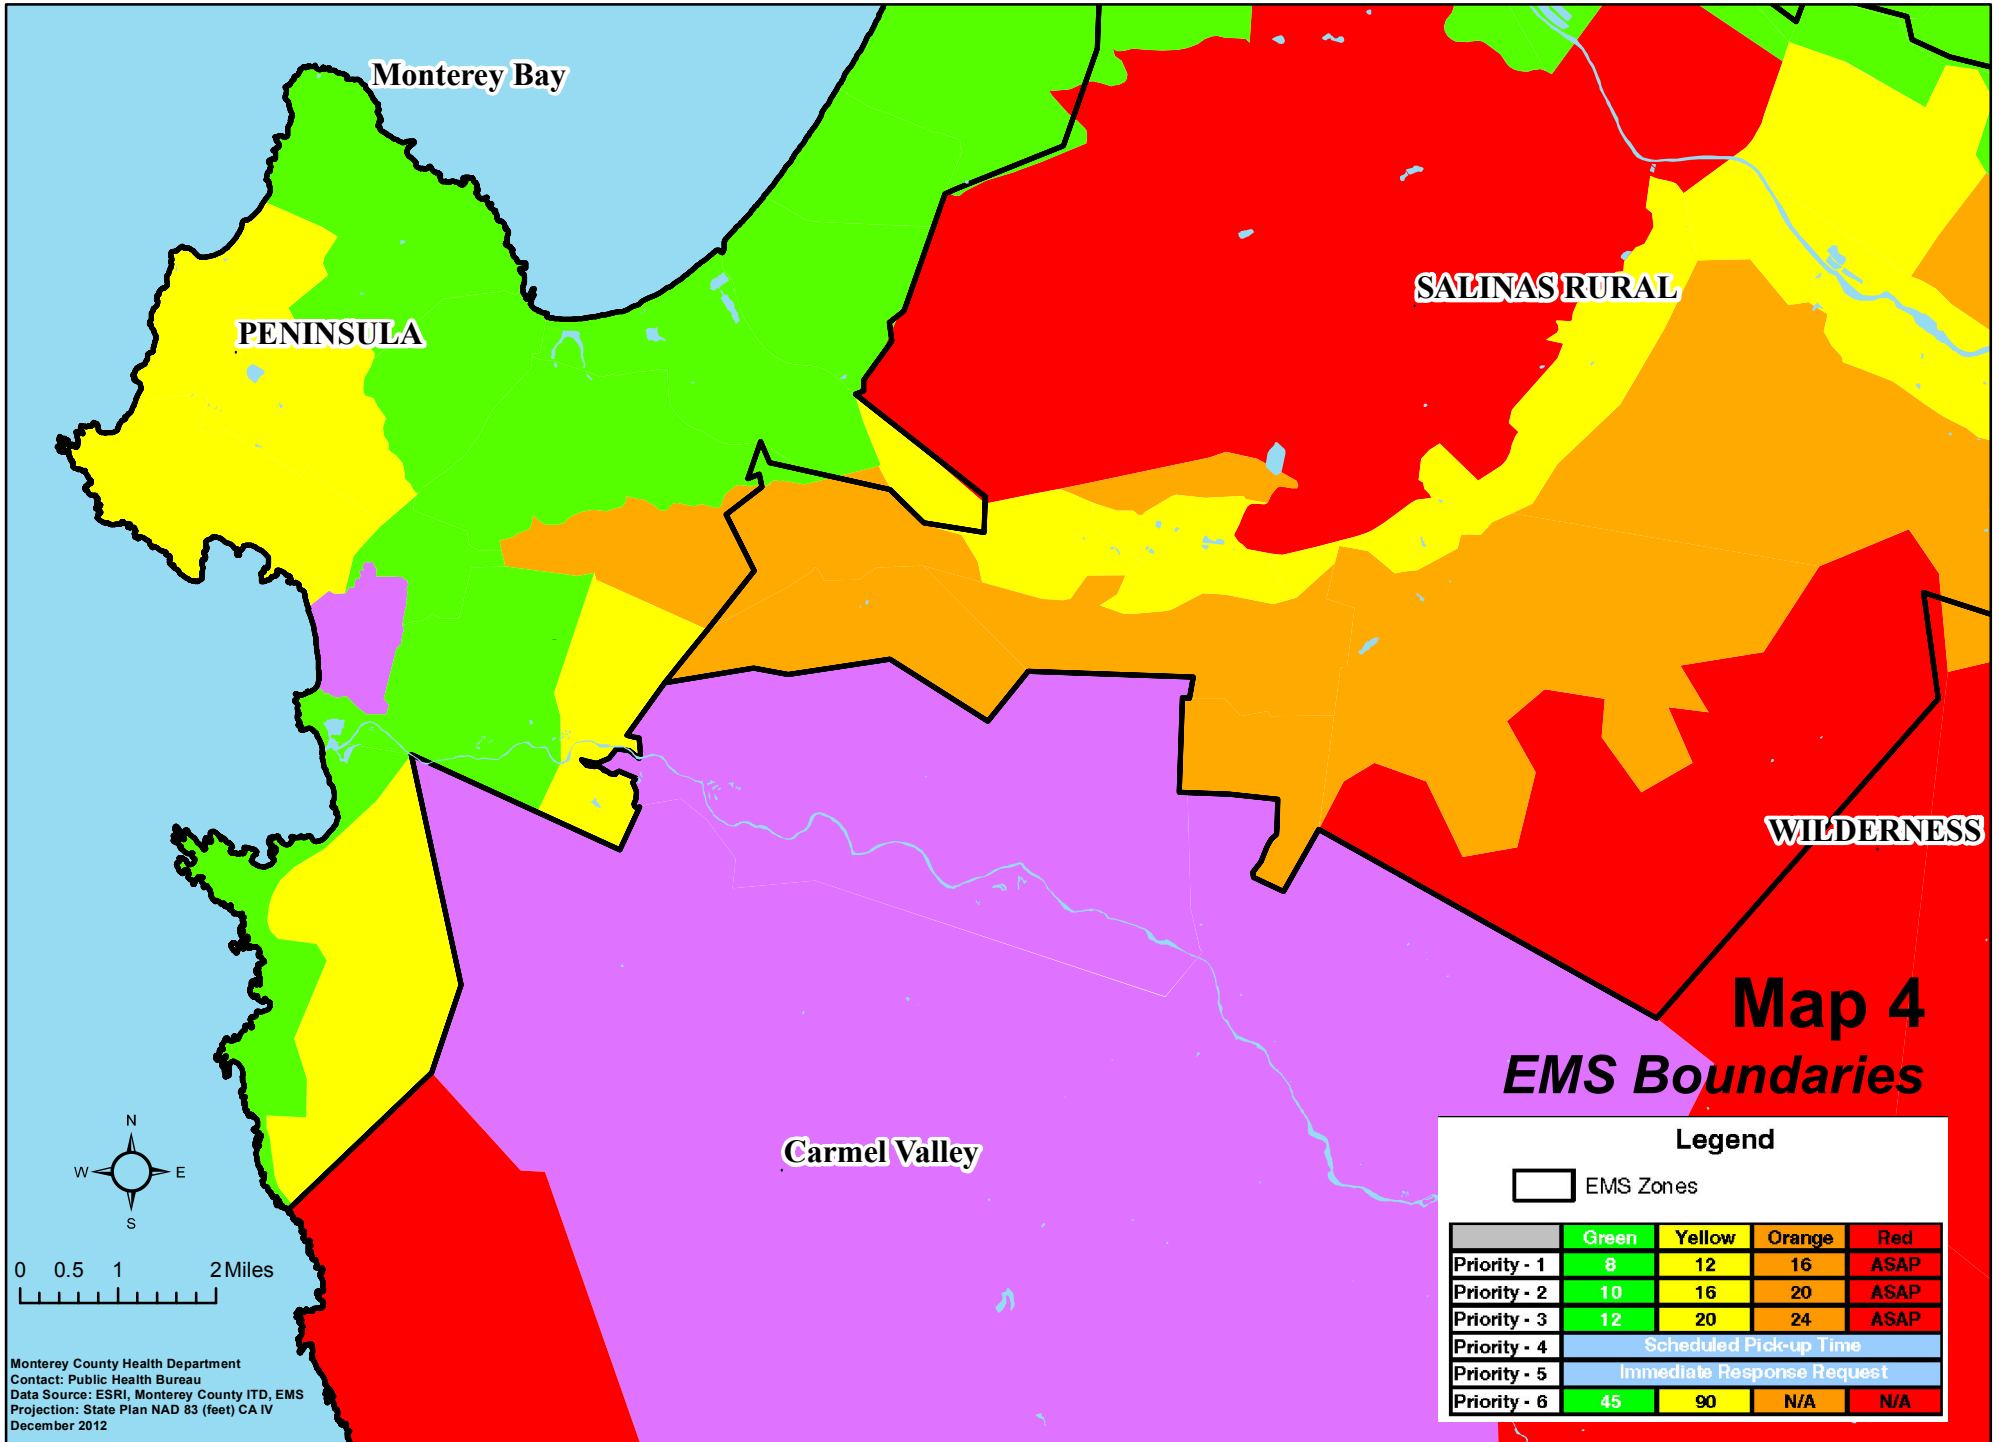 Monterey Bay
PENINSULA
SALINAS RURAL
WILDERNESS
Carmel Valley
Map 4
EMS Boundaries
N
W E
S
0 0.5 1 2 Miles
Monterey County Health Department
Contact: Public Health Bureau
Data Source: ESRI, Monterey County ITD, EMS
Projection: State Plan NAD 83 (feet) CA IV
December 2012
Legend
EMS Zones
Green Yellow Orange Red
Priority - 1 8 12 16 ASAP
Priority - 2 10 16 20 ASAP
Priority - 3 12 20 24 ASAP
Priority - 4 Scheduled Pick-up Time
Priority - 5 Immediate Response Request
Priority - 6 45 90 N/A N/A